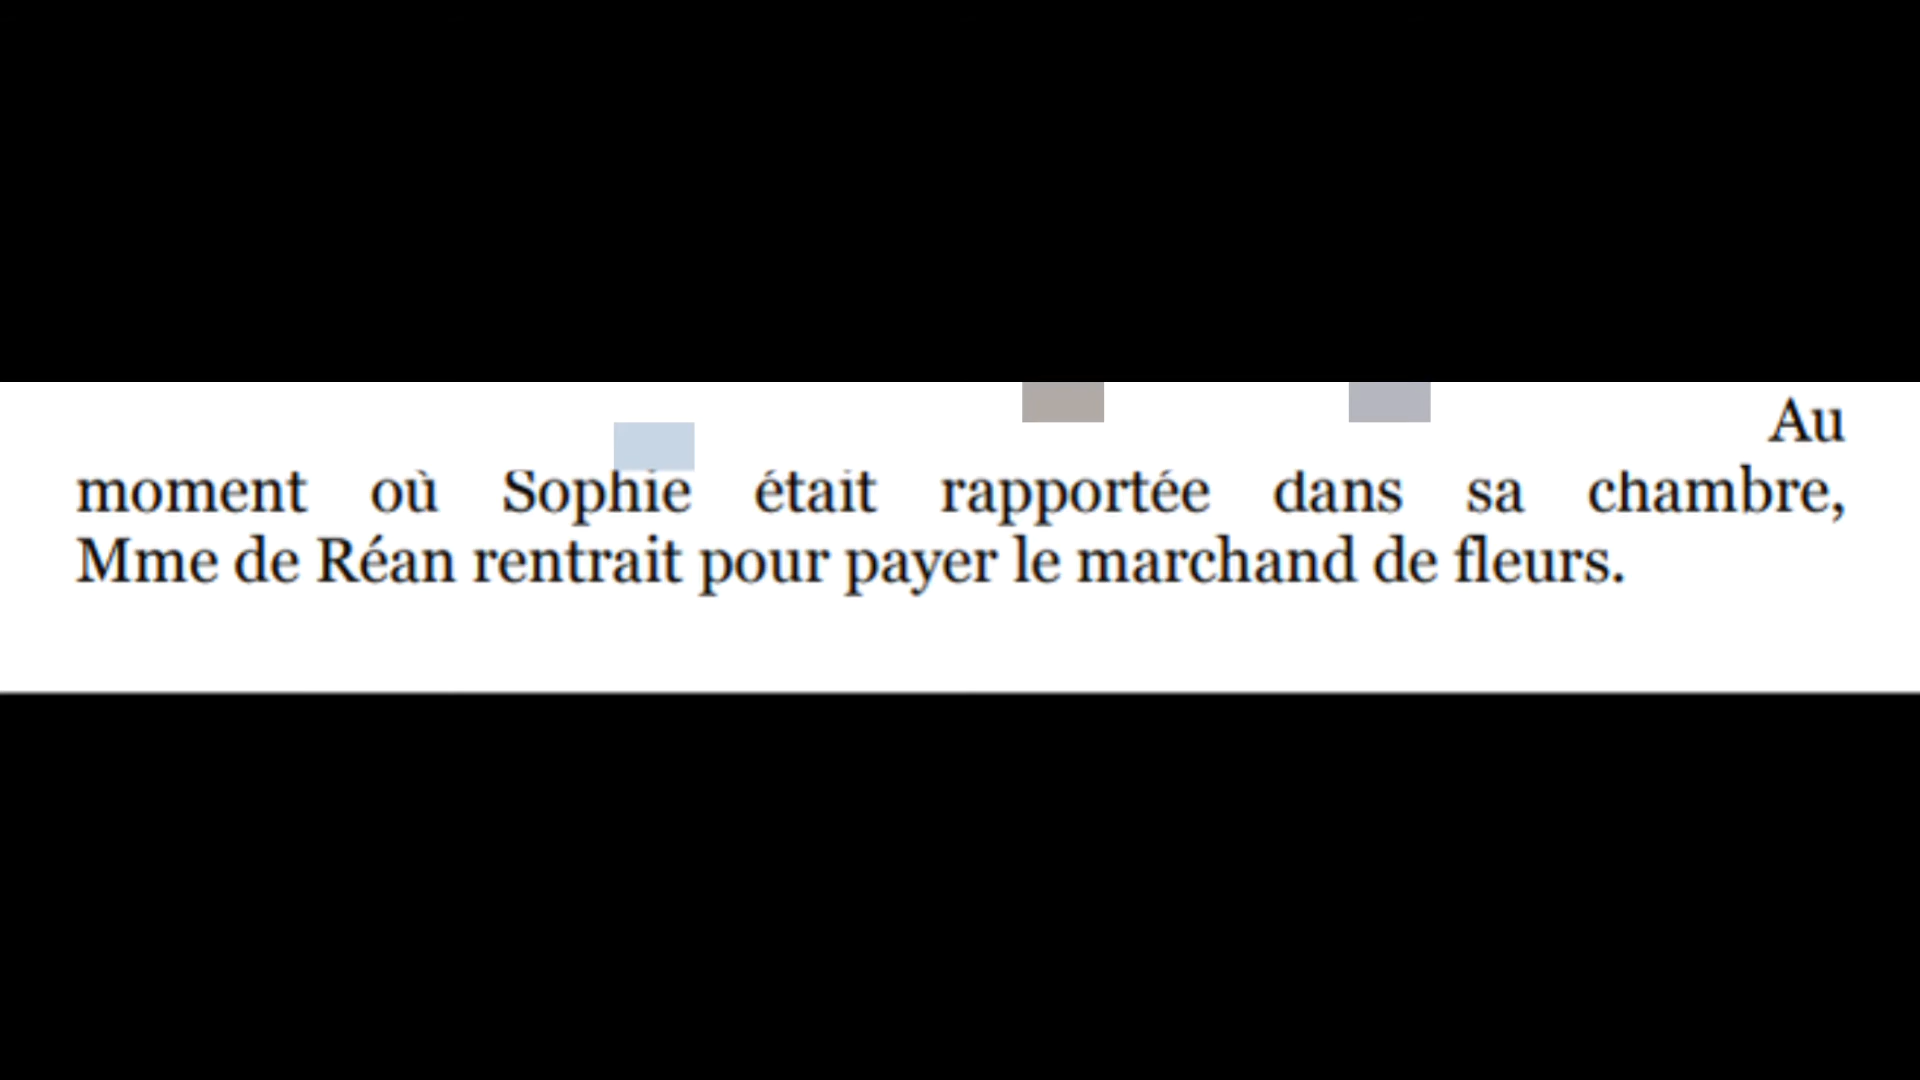 Au
moment où Sophie était rapportée dans sa chambre,
Mme de Réan rentrait pour payer le marchand de fleurs.